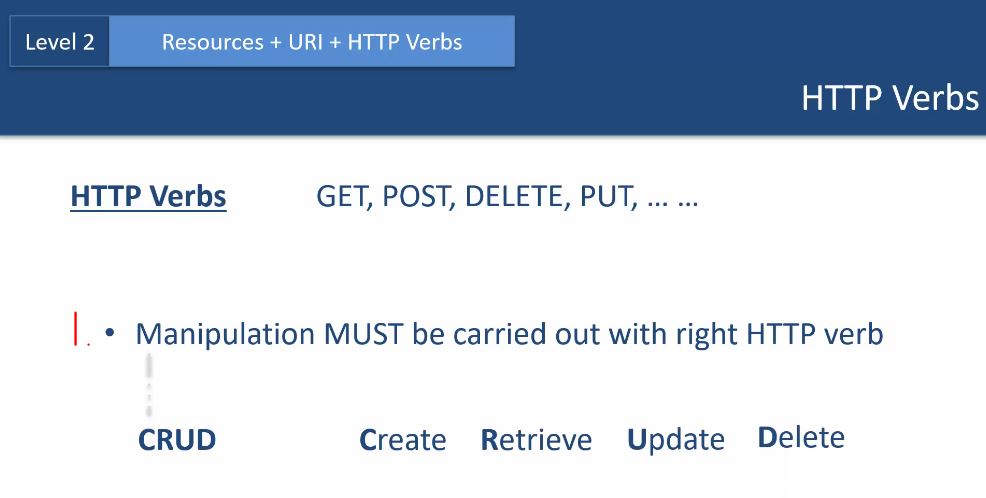 Level 2 Resources + URI + HTTP Verbs
HTTP Verbs
HTTP Verbs GET, POST, DELETE, PUT, ... ...
1. • Manipulation MUST be carried out with right HTTP verb
CRUD Create Retrieve Update Delete